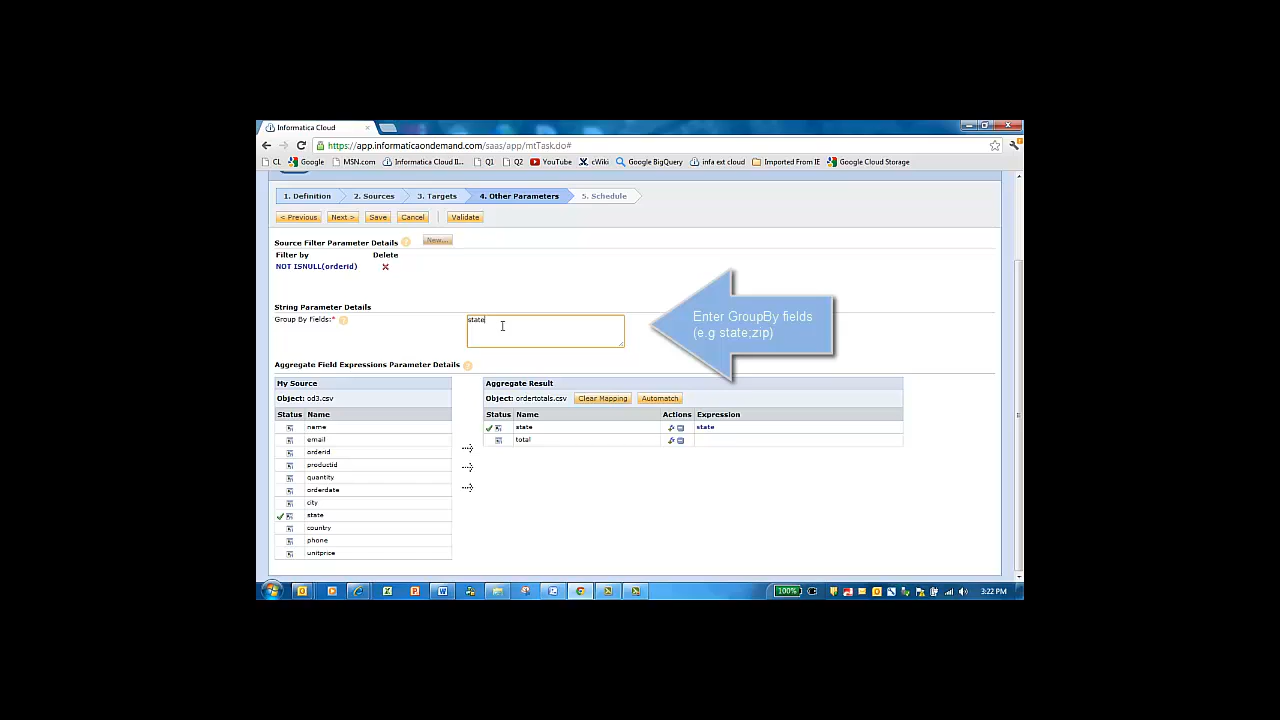 Informatica Cloud
https://app.informaticaondemand.com/saas/app/mtTask.do#
CL Google MSN.com Informatica Cloud II... Q1 Q2 YouTube cWiki Google BigQuery infa ext cloud Imported From IE Google Cloud Storage
1. Definition 2. Sources 3. Targets 4. Other Parameters 5. Schedule
< Previous Next > Save Cancel Validate
Source Filter Parameter Details ? New...
Filter by Delete
NOT ISNULL(orderid)
String Parameter Details
Group By Fields:* ? state
Enter GroupBy fields
(e.g state;zip)
Aggregate Field Expressions Parameter Details ?
My Source Aggregate Result
Object: od3.csv Object: ordertotals.csv Clear Mapping Automatch
Status Name Status Name Actions Expression
name state state
email total
orderid
productid
quantity
orderdate
city
state
country
phone
unitprice
100% 3:22 PM